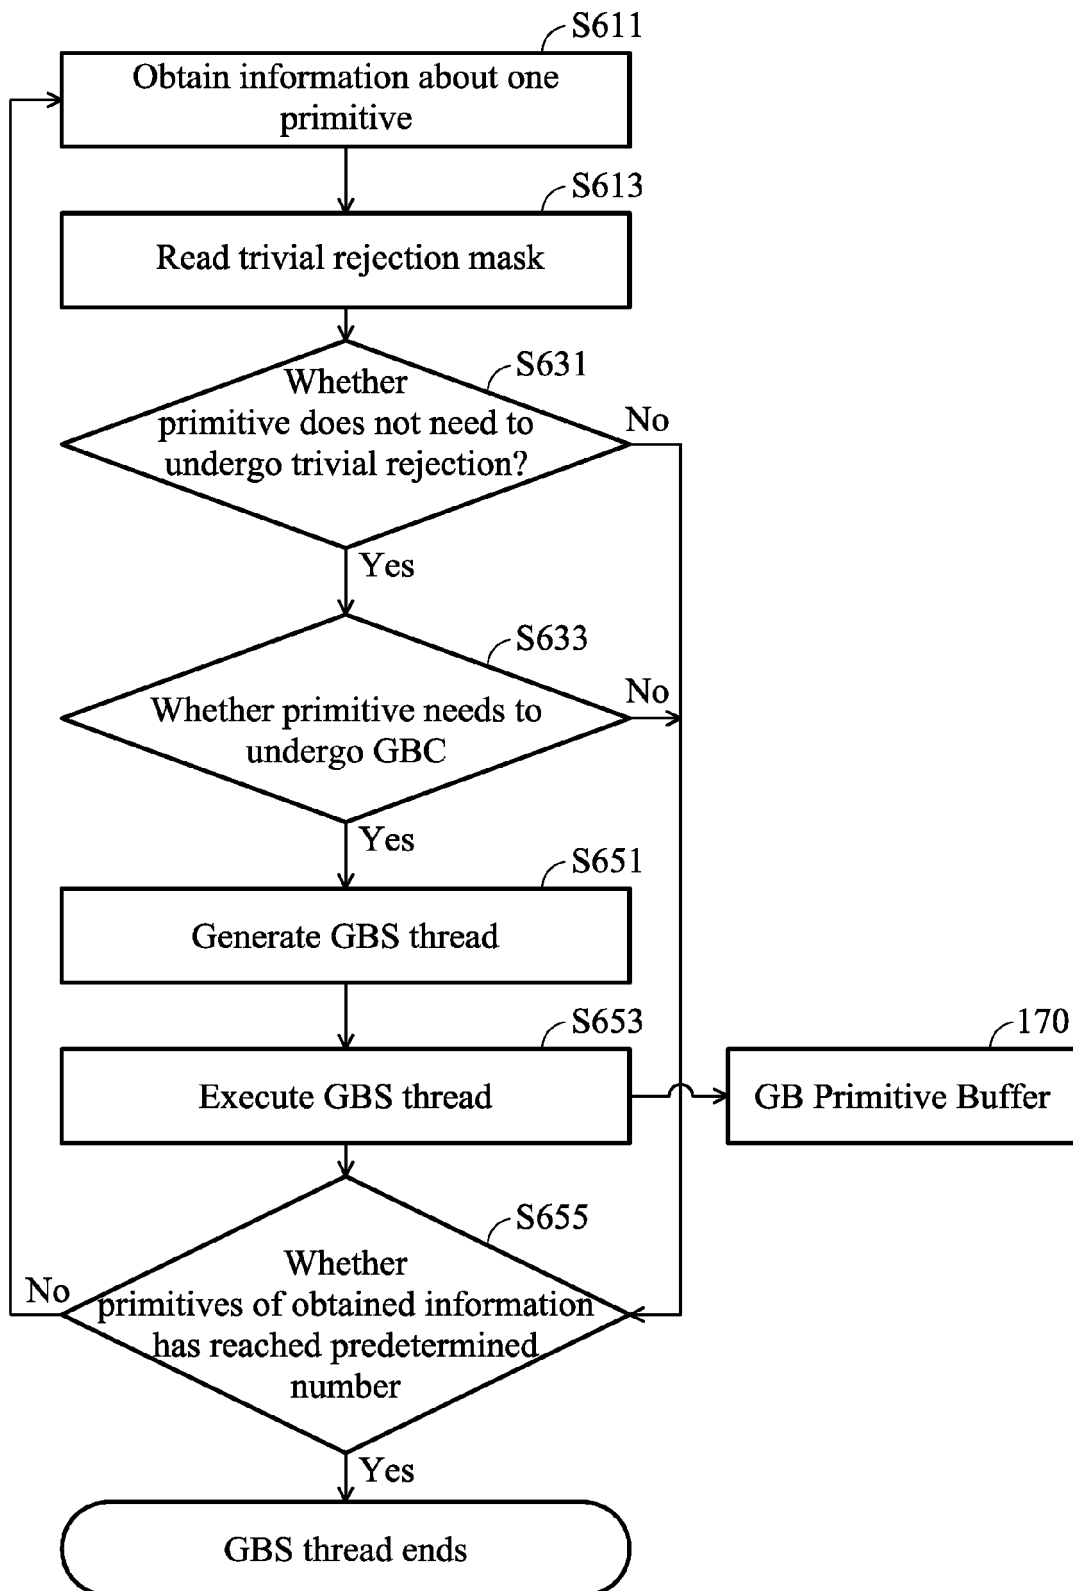 S611
Obtain information about one
primitive
S613
Read trivial rejection mask
S631
Whether
primitive does not need to
undergo trivial rejection?
No
Yes
S633
Whether primitive needs to
undergo GBC
No
Yes
S651
Generate GBS thread
S653
Execute GBS thread
170
GB Primitive Buffer
S655
Whether
primitives of obtained information
has reached predetermined
number
No
Yes
GBS thread ends